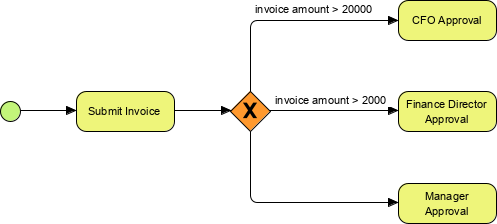 invoice amount > 20000
CFO Approval
Submit Invoice
X
invoice amount > 2000
Finance Director
Approval
Manager
Approval